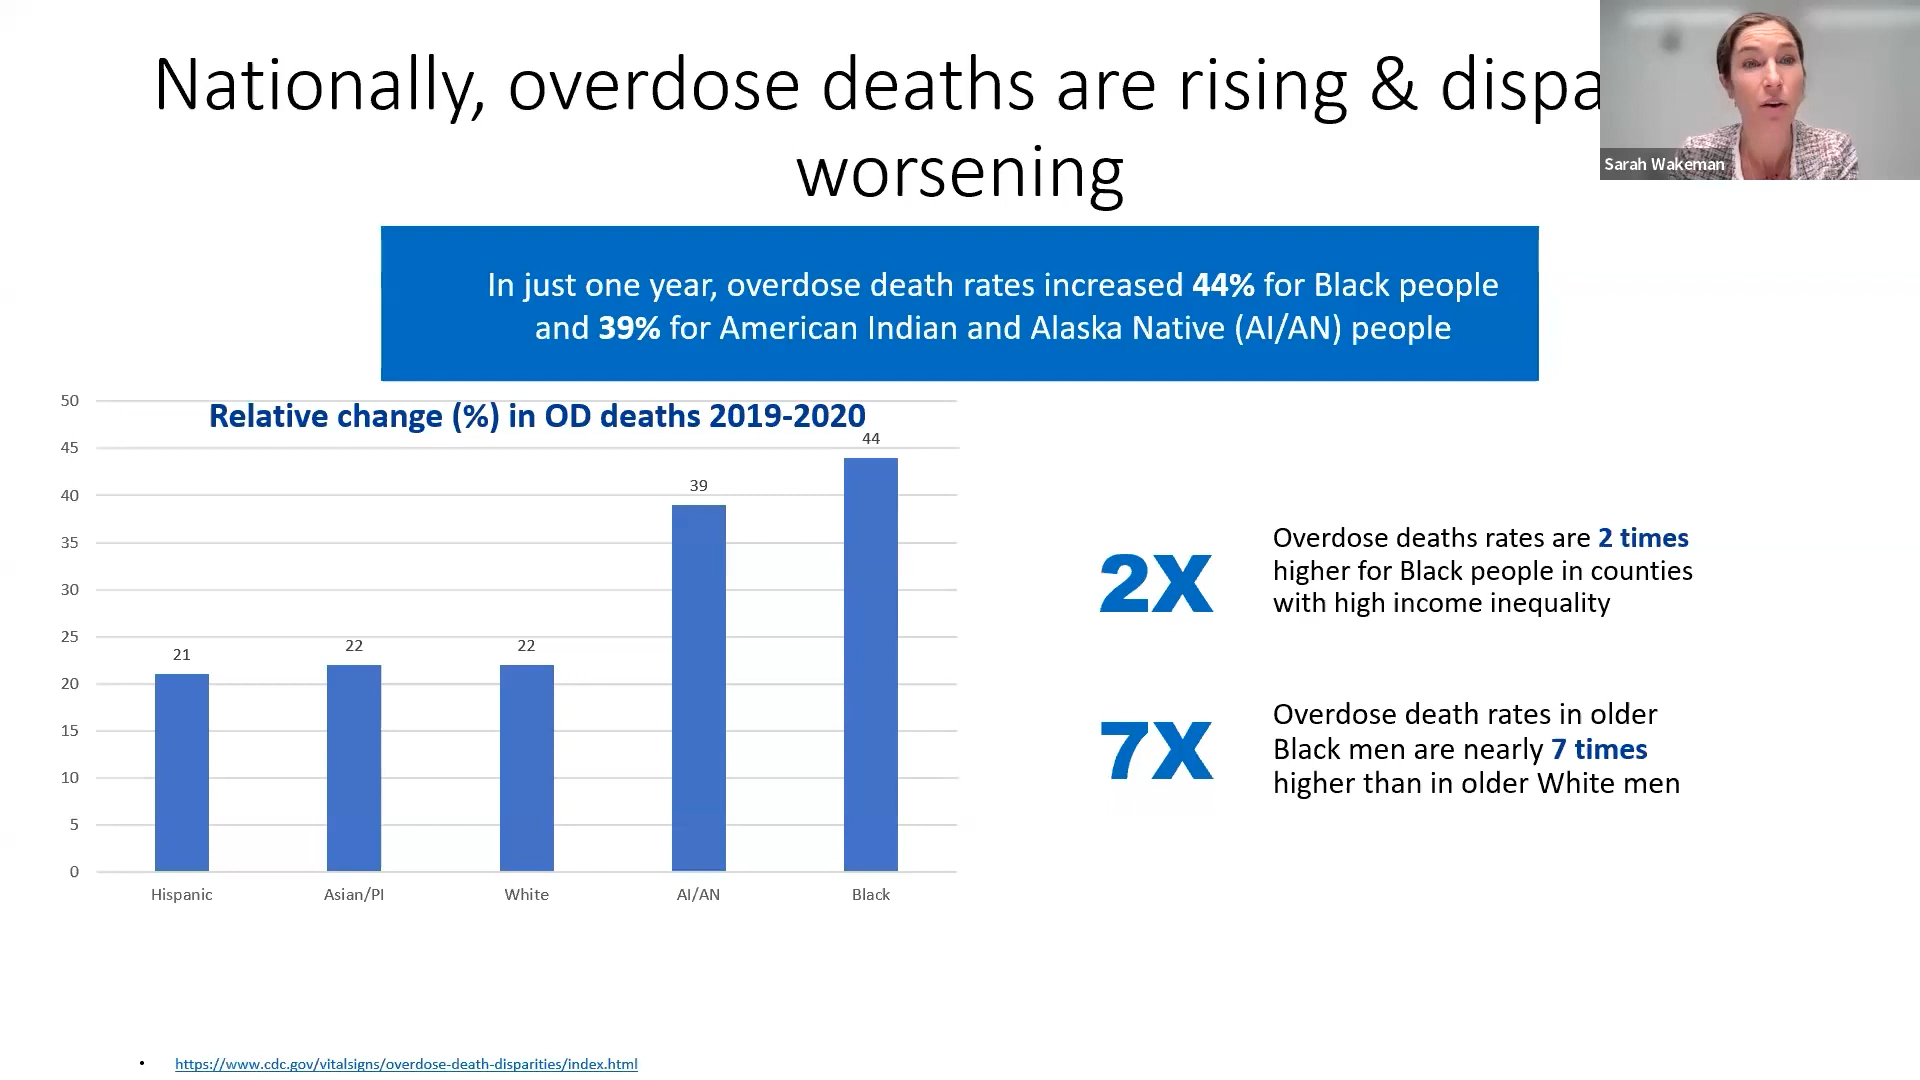 Nationally, overdose deaths are rising & dispa
worsening
Sarah Wakeman
In just one year, overdose death rates increased 44% for Black people
and 39% for American Indian and Alaska Native (AI/AN) people
Relative change (%) in OD deaths 2019-2020
50
45
40
35
30
25
20
15
10
5
0
21
22
22
39
44
Hispanic
Asian/PI
White
AI/AN
Black
2X
Overdose deaths rates are 2 times
higher for Black people in counties
with high income inequality
7X
Overdose death rates in older
Black men are nearly 7 times
higher than in older White men
• https://www.cdc.gov/vitalsigns/overdose-death-disparities/index.html